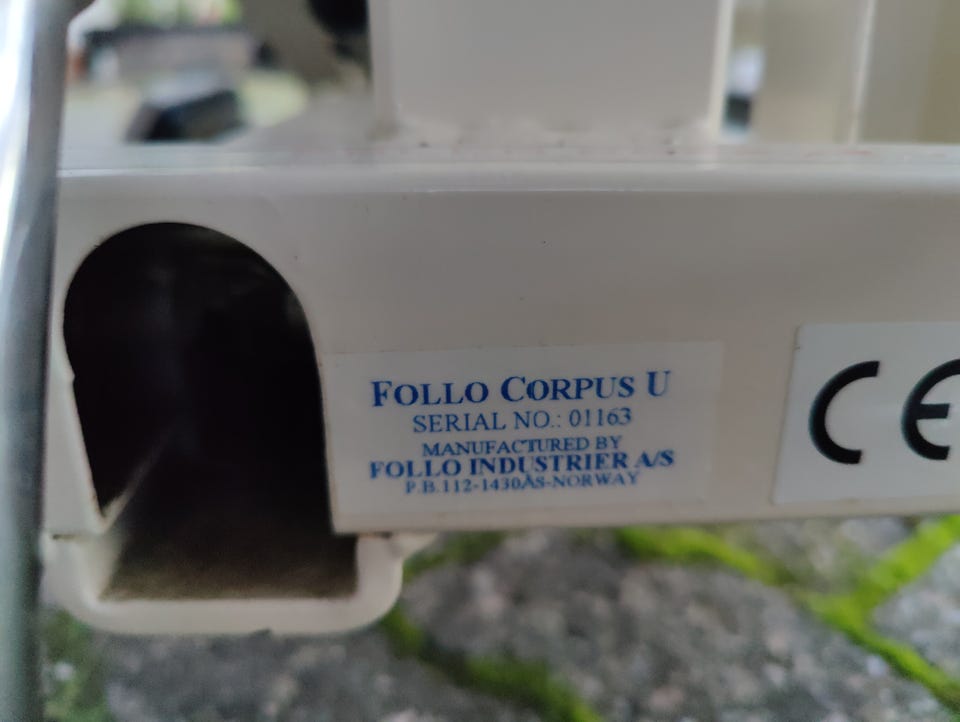 FOLLO CORPUS U
SERIAL NO.: 01163
MANUFACTURED BY
FOLLO INDUSTRIER A/S
P.B.112-1430ÅS-NORWAY
CE